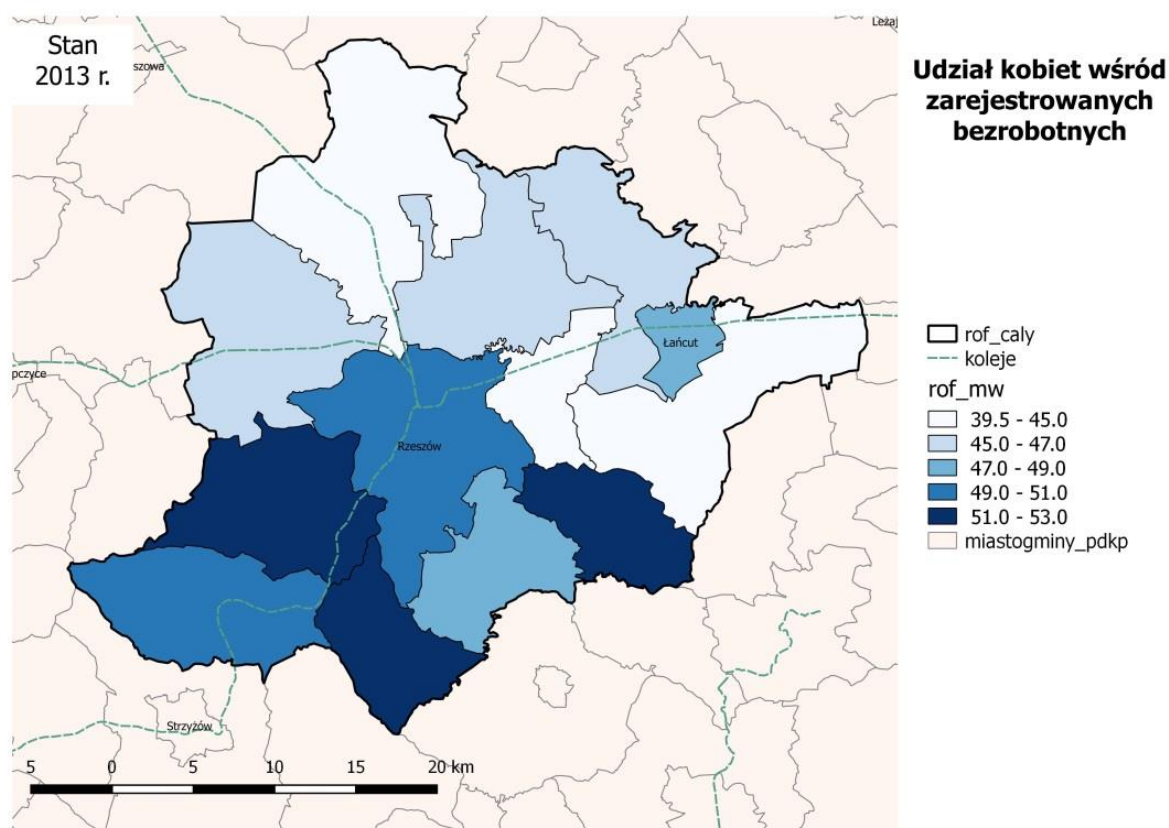 Stan
2013 r.
szowa
Leżaj
Udział kobiet wśród
zarejestrowanych
bezrobotnych
pczyce
Łańcut
Rzeszów
Strzyżów
rof_caly
koleje
rof_mw
39.5 - 45.0
45.0 - 47.0
47.0 - 49.0
49.0 - 51.0
51.0 - 53.0
miastogminy_pdkp
5 0 5 10 15 20 km